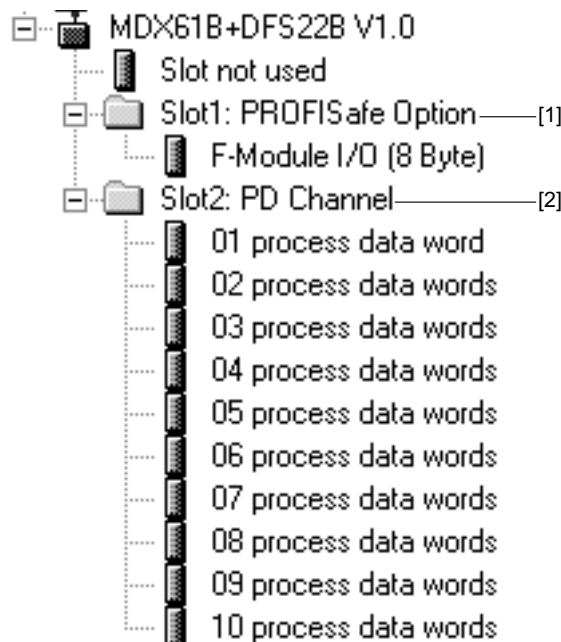 MDX61B+DFS22B V1.0
Slot not used
Slot1: PROFISafe Option [1]
F-Module I/O (8 Byte)
Slot2: PD Channel [2]
01 process data word
02 process data words
03 process data words
04 process data words
05 process data words
06 process data words
07 process data words
08 process data words
09 process data words
10 process data words